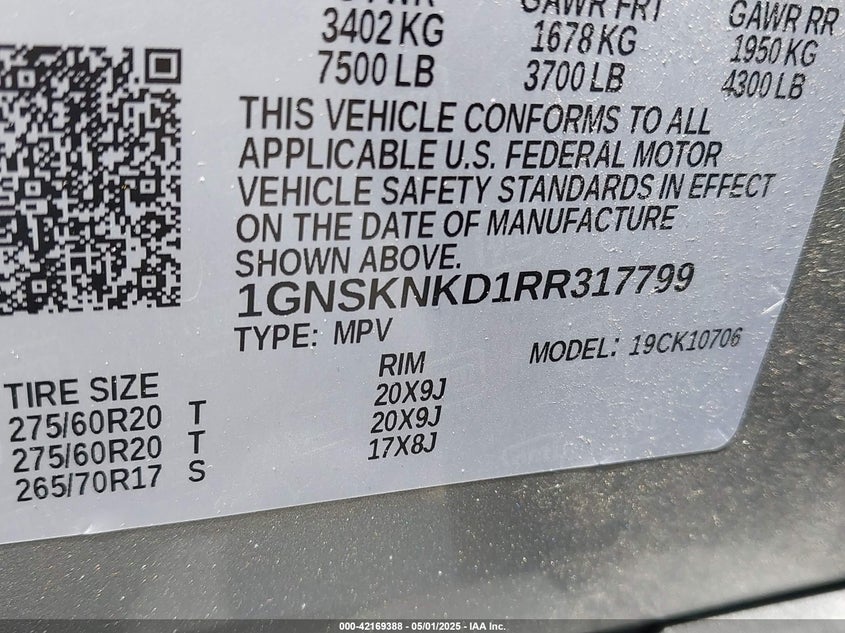 3402 KG 1678 KG GAWR RR
7500 LB 3700 LB 1950 KG
4300 LB
THIS VEHICLE CONFORMS TO ALL
APPLICABLE U.S. FEDERAL MOTOR
VEHICLE SAFETY STANDARDS IN EFFECT
ON THE DATE OF MANUFACTURE
SHOWN ABOVE.
1GNSKNKD1RR317799
TYPE: MPV MODEL: 19CK10706
TIRE SIZE RIM
275/60R20 T 20X9J
275/60R20 T 20X9J
265/70R17 S 17X8J
000-42169388 - 05/01/2025 - IAA Inc.